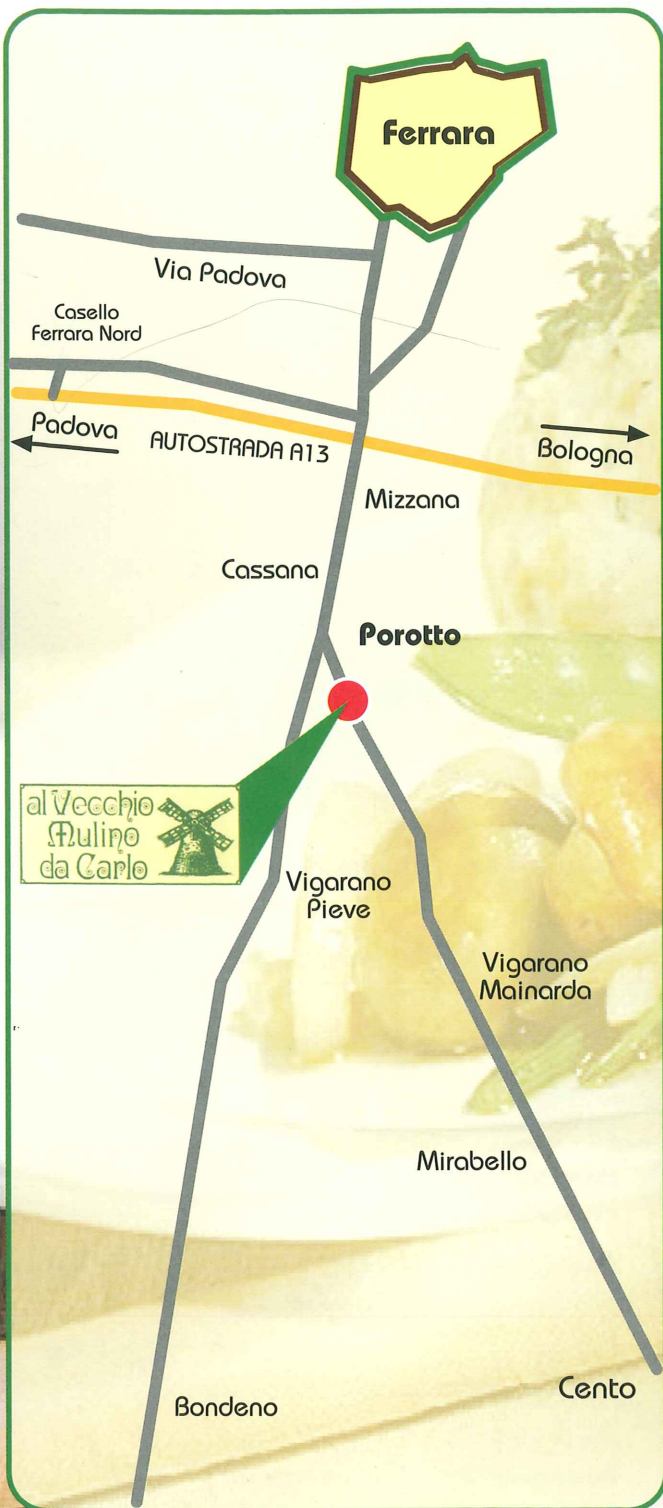 Ferrara
Via Padova
Casello
Ferrara Nord
Padova
AUTOSTRADA A13
Bologna
Mizzana
Cassana
Porotto
al Vecchio
Mulino
da Carlo
Vigarano
Pieve
Vigarano
Mainarda
Mirabello
Cento
Bondeno